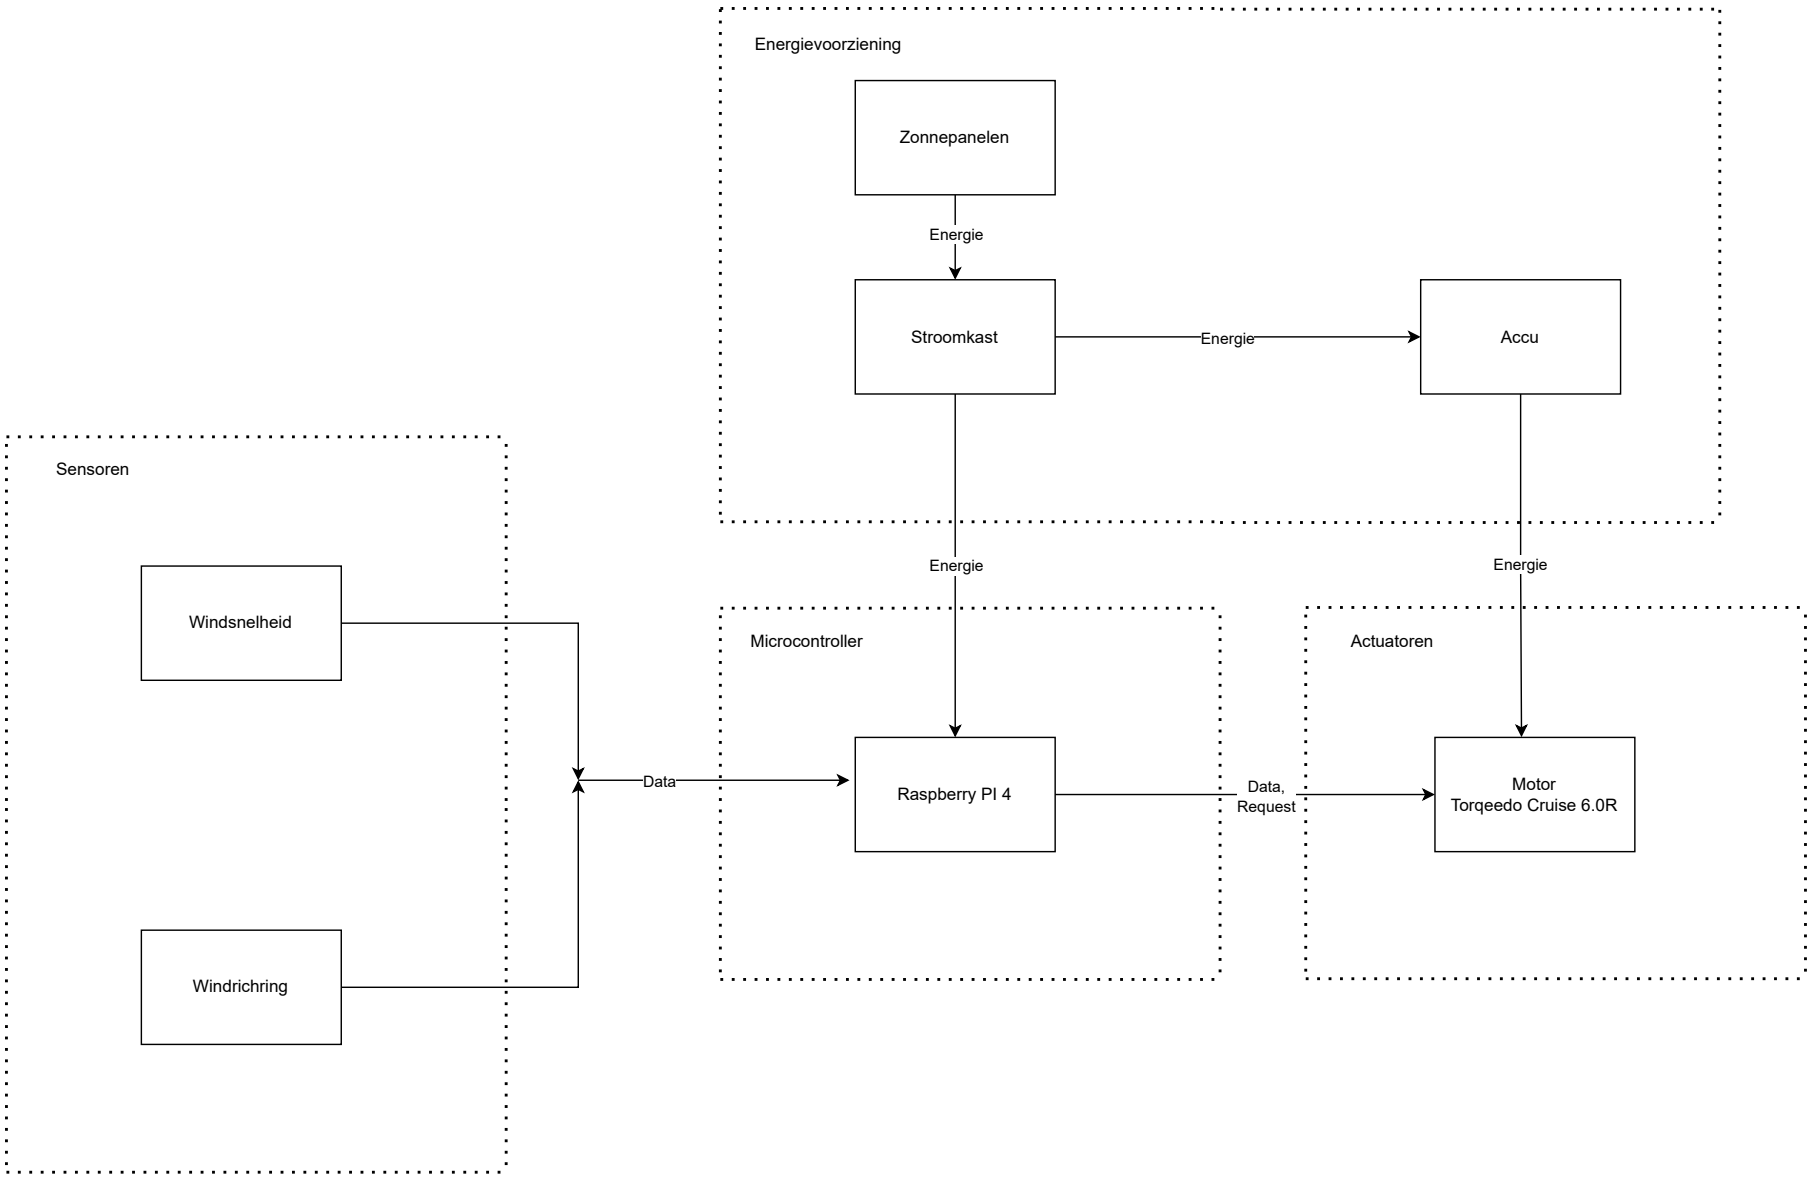 Energievoorziening
Zonnepanelen
Energie
Stroomkast
Energie
Accu
Sensoren
Windsnelheid
Energie
Energie
Microcontroller
Actuatoren
Data
Raspberry PI 4
Data,
Request
Motor
Torqeedo Cruise 6.0R
Windrichring